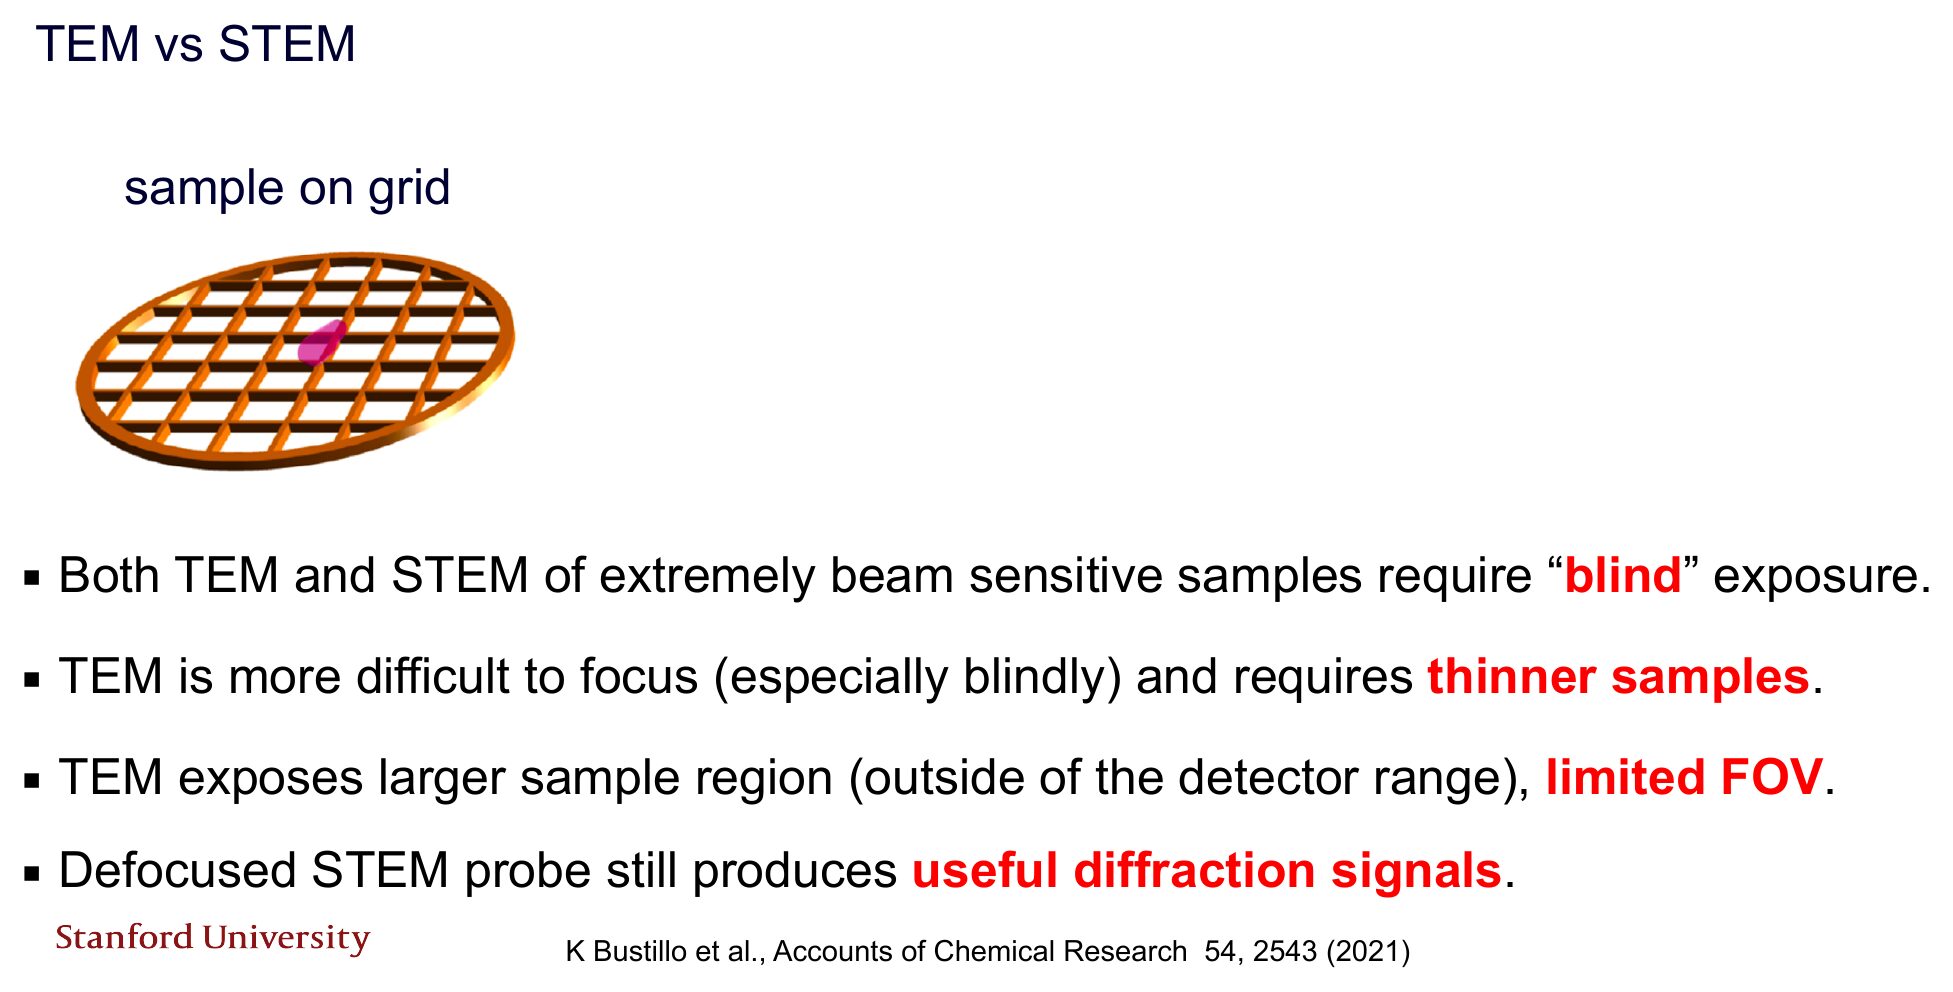 TEM vs STEM
sample on grid
▪ Both TEM and STEM of extremely beam sensitive samples require “blind” exposure.
▪ TEM is more difficult to focus (especially blindly) and requires thinner samples.
▪ TEM exposes larger sample region (outside of the detector range), limited FOV.
▪ Defocused STEM probe still produces useful diffraction signals.
Stanford University
K Bustillo et al., Accounts of Chemical Research 54, 2543 (2021)